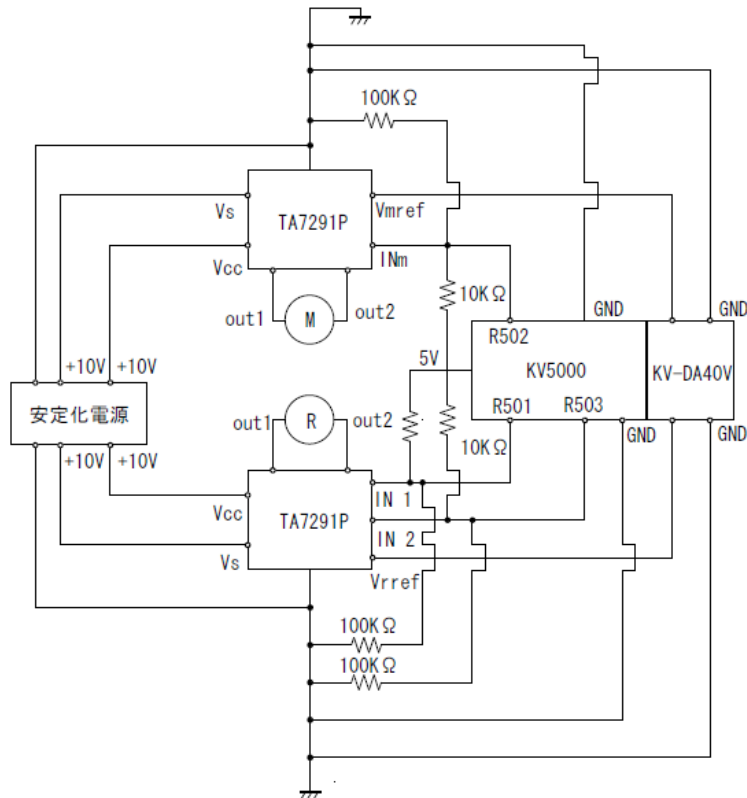 100KΩ
Vs
TA7291P
Vmref
Vcc
INm
out1
M
out2
10KΩ
GND
GND
+10V
+10V
R502
5V
KV5000
KV-DA40V
安定化電源
R501
R503
out1
R
out2
10KΩ
GND
GND
+10V
+10V
IN 1
Vcc
TA7291P
IN 2
Vs
Vrref
100KΩ
100KΩ